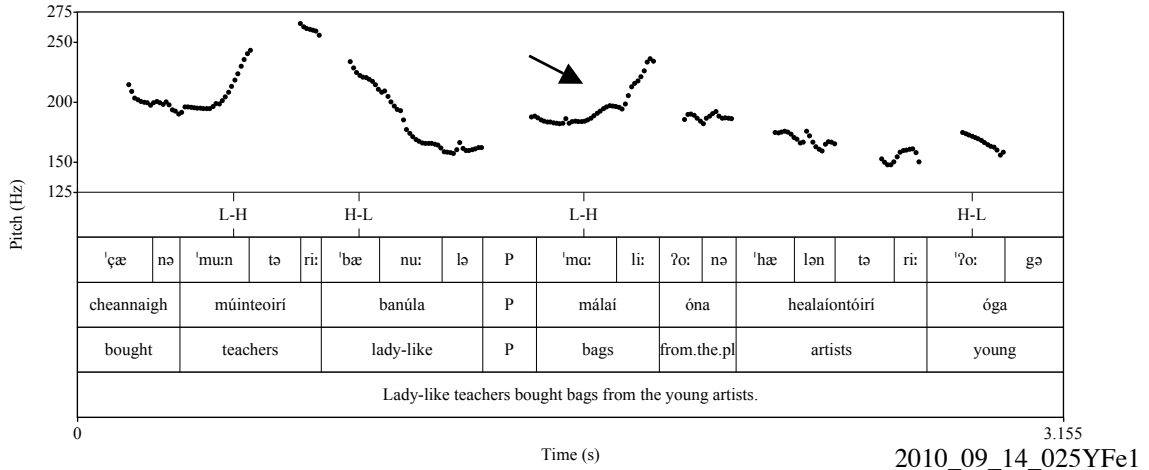 275
250
200
150
125
Pitch (Hz)
L-H H-L L-H H-L
ˈçæ nə ˈmuːn tə riː ˈbæ nuː lə P ˈmɑː liː ʔoː nə ˈhæ lən tə riː ˈʔoː gə
cheannaigh múinteoirí banúla P málaí óna healaíontóirí óga
bought teachers lady-like P bags from.the.pl artists young
Lady-like teachers bought bags from the young artists.
0 3.155
Time (s)
2010_09_14_025YFe1